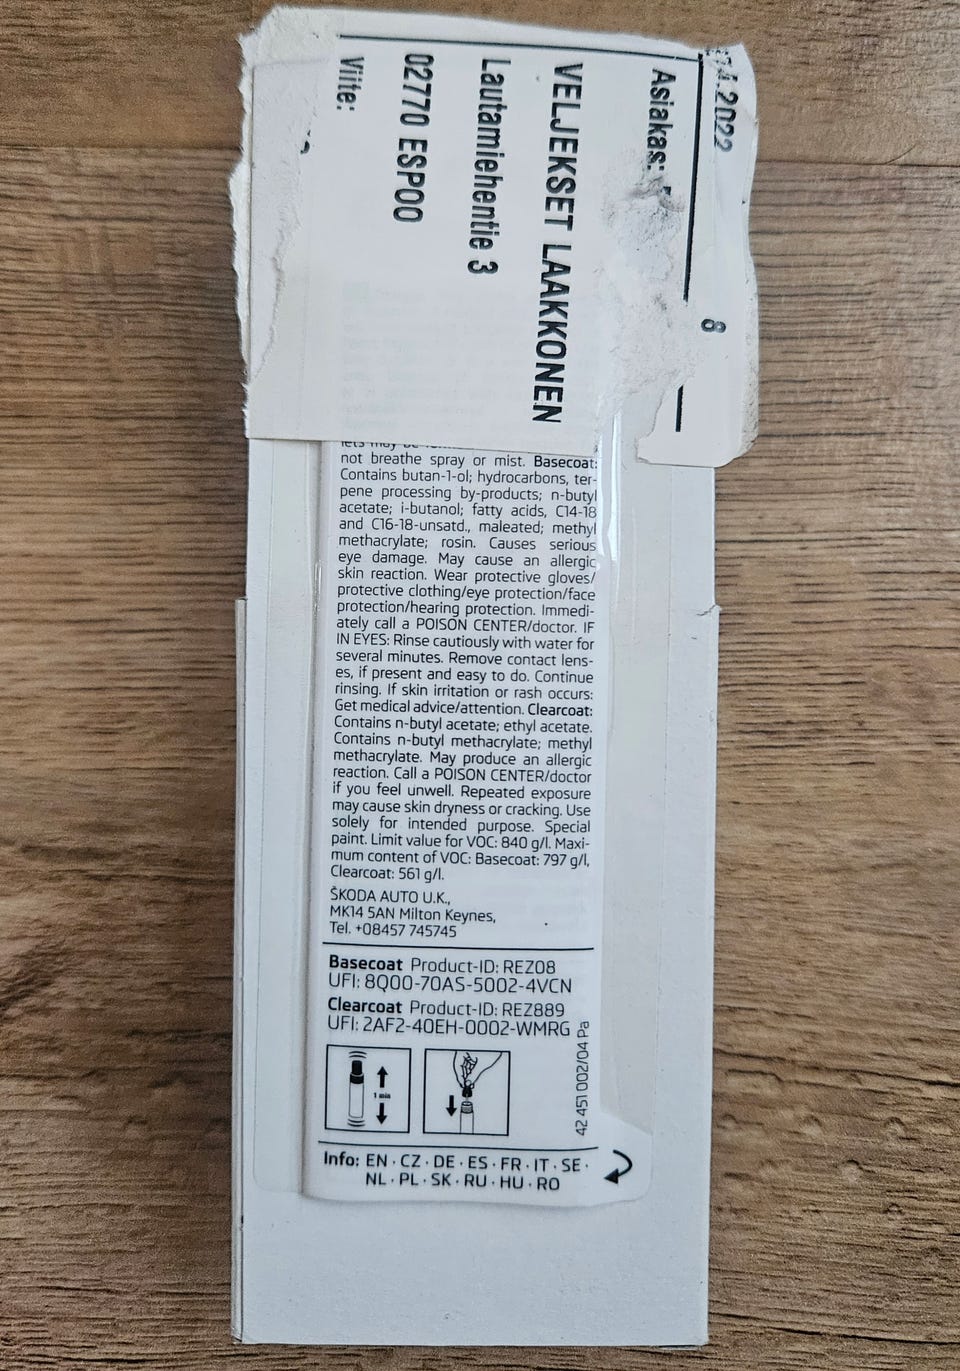 .4.2022
8
Asiakas:
VELJEKSET LAAKKONEN
Lautamiehentie 3
02770 ESPOO
Viite:
lets may be
not breathe spray or mist. Basecoat:
Contains butan-1-ol; hydrocarbons, ter-
pene processing by-products; n-butyl
acetate; i-butanol; fatty acids, C14-18
and C16-18-unsatd., maleated; methyl
methacrylate; rosin. Causes serious
eye damage. May cause an allergic
skin reaction. Wear protective gloves/
protective clothing/eye protection/face
protection/hearing protection. Immedi-
ately call a POISON CENTER/doctor. IF
IN EYES: Rinse cautiously with water for
several minutes. Remove contact lens-
es, if present and easy to do. Continue
rinsing. If skin irritation or rash occurs:
Get medical advice/attention. Clearcoat:
Contains n-butyl acetate; ethyl acetate.
Contains n-butyl methacrylate; methyl
methacrylate. May produce an allergic
reaction. Call a POISON CENTER/doctor
if you feel unwell. Repeated exposure
may cause skin dryness or cracking. Use
solely for intended purpose. Special
paint. Limit value for VOC: 840 g/l. Maxi-
mum content of VOC: Basecoat: 797 g/l,
Clearcoat: 561 g/l.
ŠKODA AUTO U.K.,
MK14 5AN Milton Keynes,
Tel. +08457 745745
Basecoat Product-ID: REZ08
UFI: 8Q00-70AS-5002-4VCN
Clearcoat Product-ID: REZ889
UFI: 2AF2-40EH-0002-WMRG
1 min
42 451 002/04 Pa
Info: EN · CZ · DE · ES · FR · IT · SE ·
NL · PL · SK · RU · HU · RO